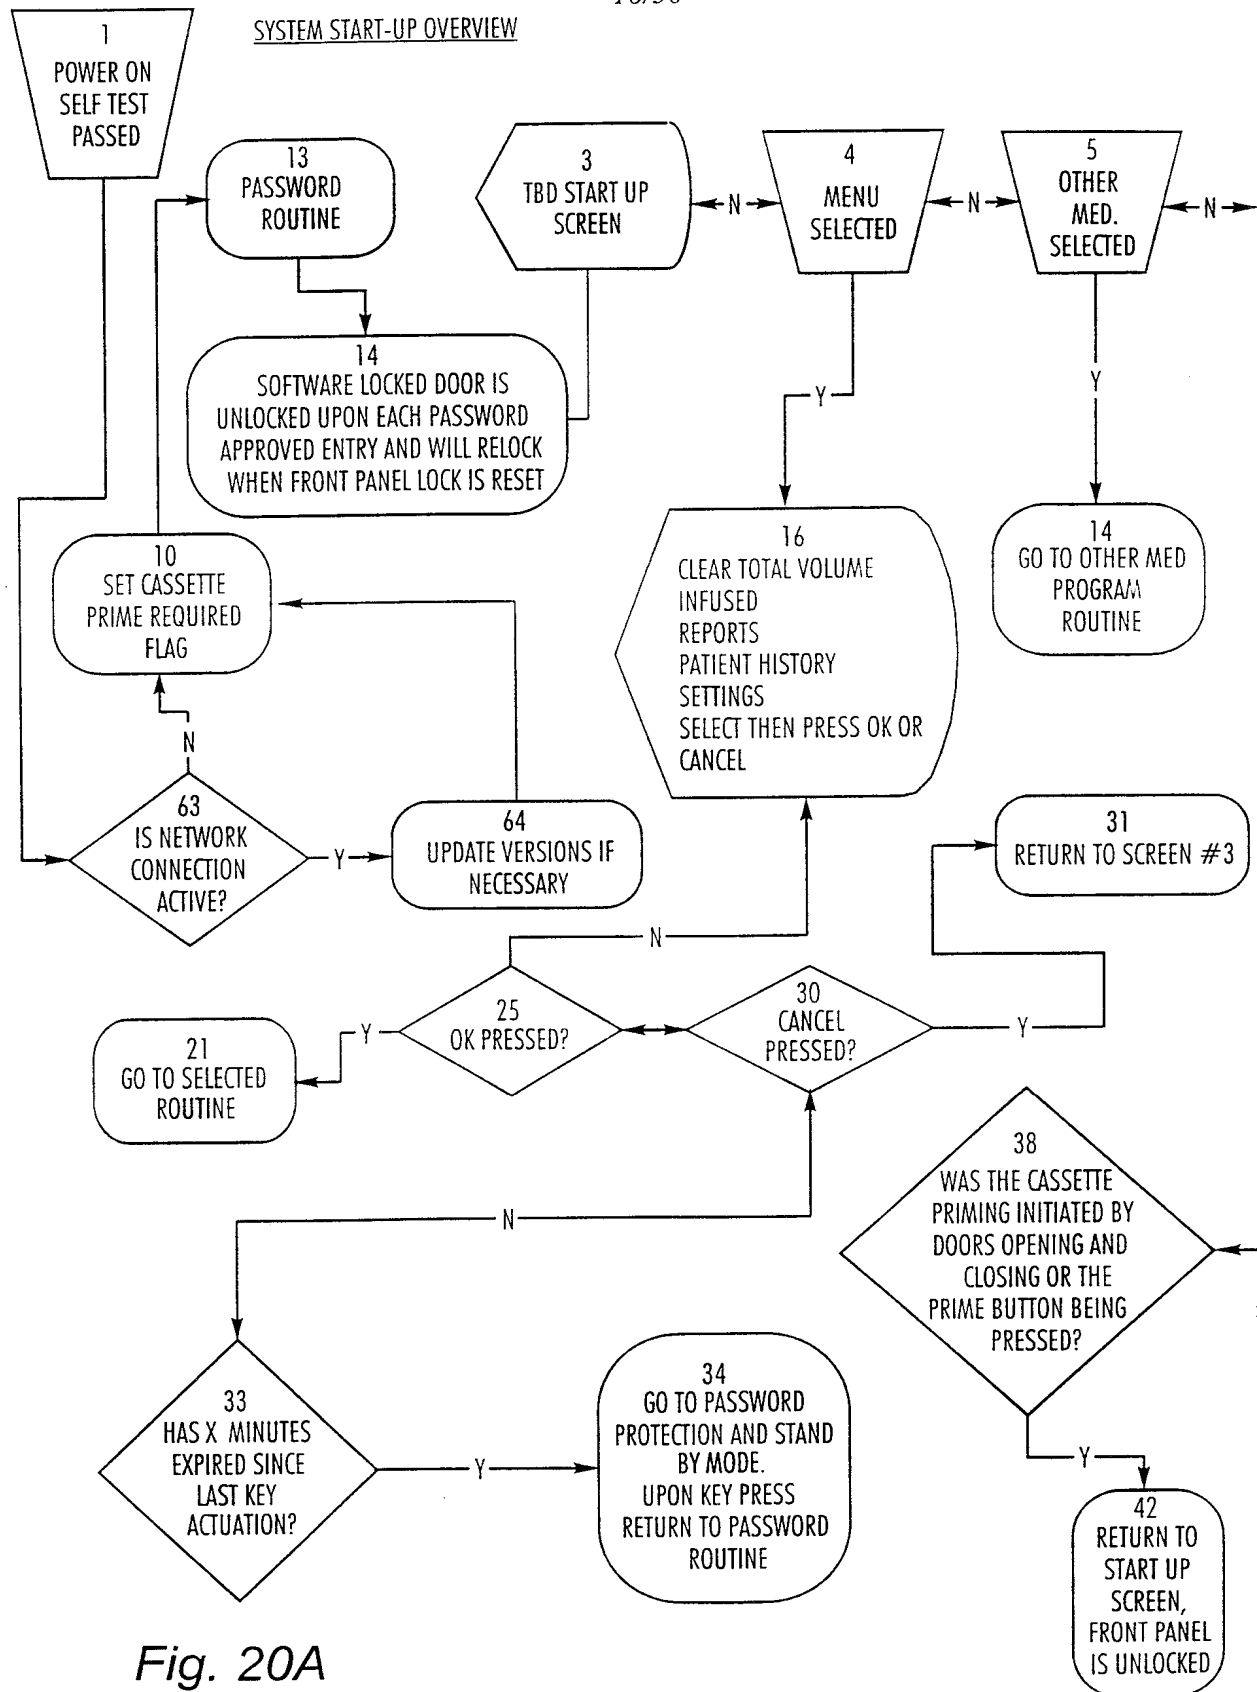 SYSTEM START-UP OVERVIEW
1
POWER ON
SELF TEST
PASSED
13
PASSWORD
ROUTINE
3
TBD START UP
SCREEN
N
4
MENU
SELECTED
N
5
OTHER
MED.
SELECTED
N
14
SOFTWARE LOCKED DOOR IS
UNLOCKED UPON EACH PASSWORD
APPROVED ENTRY AND WILL RELOCK
WHEN FRONT PANEL LOCK IS RESET
Y
Y
10
SET CASSETTE
PRIME REQUIRED
FLAG
16
CLEAR TOTAL VOLUME
INFUSED
REPORTS
PATIENT HISTORY
SETTINGS
SELECT THEN PRESS OK OR
CANCEL
14
GO TO OTHER MED
PROGRAM
ROUTINE
N
63
IS NETWORK
CONNECTION
ACTIVE?
Y
64
UPDATE VERSIONS IF
NECESSARY
31
RETURN TO SCREEN #3
N
25
OK PRESSED?
30
CANCEL
PRESSED?
Y
Y
21
GO TO SELECTED
ROUTINE
N
38
WAS THE CASSETTE
PRIMING INITIATED BY
DOORS OPENING AND
CLOSING OR THE
PRIME BUTTON BEING
PRESSED?
33
HAS X MINUTES
EXPIRED SINCE
LAST KEY
ACTUATION?
Y
34
GO TO PASSWORD
PROTECTION AND STAND
BY MODE.
UPON KEY PRESS
RETURN TO PASSWORD
ROUTINE
Y
42
RETURN TO
START UP
SCREEN,
FRONT PANEL
IS UNLOCKED
Fig. 20A